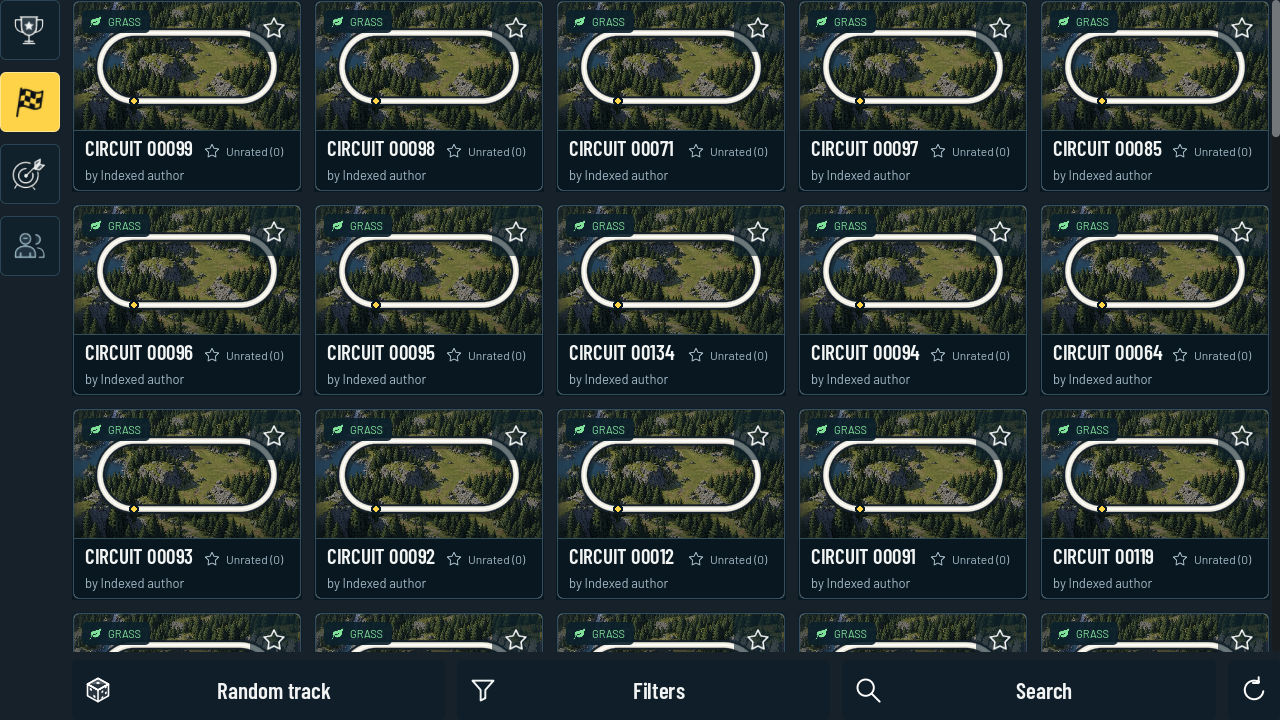 GRASS
GRASS
GRASS
GRASS
GRASS
CIRCUIT 00099 Unrated (0)
by Indexed author
CIRCUIT 00098 Unrated (0)
by Indexed author
CIRCUIT 00071 Unrated (0)
by Indexed author
CIRCUIT 00097 Unrated (0)
by Indexed author
CIRCUIT 00085 Unrated (0)
by Indexed author
GRASS
GRASS
GRASS
GRASS
GRASS
CIRCUIT 00096 Unrated (0)
by Indexed author
CIRCUIT 00095 Unrated (0)
by Indexed author
CIRCUIT 00134 Unrated (0)
by Indexed author
CIRCUIT 00094 Unrated (0)
by Indexed author
CIRCUIT 00064 Unrated (0)
by Indexed author
GRASS
GRASS
GRASS
GRASS
GRASS
CIRCUIT 00093 Unrated (0)
by Indexed author
CIRCUIT 00092 Unrated (0)
by Indexed author
CIRCUIT 00012 Unrated (0)
by Indexed author
CIRCUIT 00091 Unrated (0)
by Indexed author
CIRCUIT 00119 Unrated (0)
by Indexed author
GRASS
GRASS
GRASS
GRASS
GRASS
Random track
Filters
Search